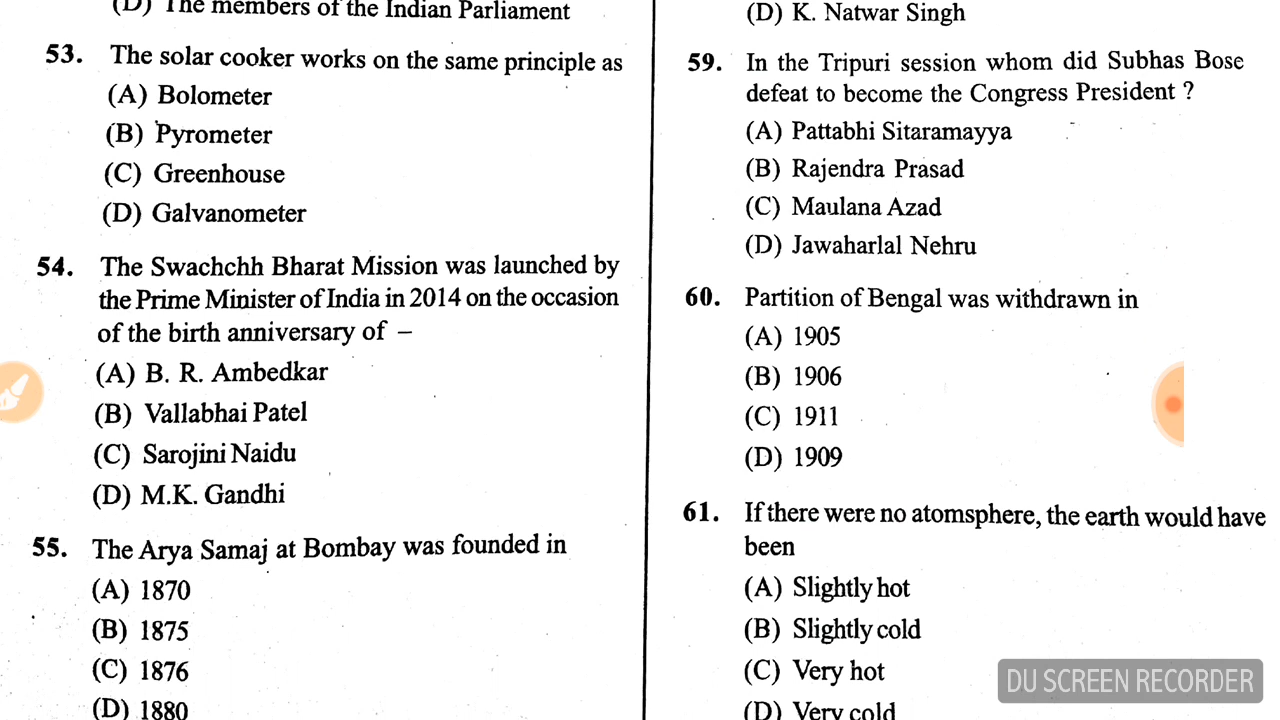 (D) The members of the Indian Parliament
53. The solar cooker works on the same principle as
(A) Bolometer
(B) Pyrometer
(C) Greenhouse
(D) Galvanometer
54. The Swachchh Bharat Mission was launched by
the Prime Minister of India in 2014 on the occasion
of the birth anniversary of –
(A) B. R. Ambedkar
(B) Vallabhai Patel
(C) Sarojini Naidu
(D) M.K. Gandhi
55. The Arya Samaj at Bombay was founded in
(A) 1870
(B) 1875
(C) 1876
(D) 1880
(D) K. Natwar Singh
59. In the Tripuri session whom did Subhas Bose
defeat to become the Congress President ?
(A) Pattabhi Sitaramayya
(B) Rajendra Prasad
(C) Maulana Azad
(D) Jawaharlal Nehru
60. Partition of Bengal was withdrawn in
(A) 1905
(B) 1906
(C) 1911
(D) 1909
61. If there were no atomsphere, the earth would have
been
(A) Slightly hot
(B) Slightly cold
(C) Very hot
(D) Very cold
DU SCREEN RECORDER